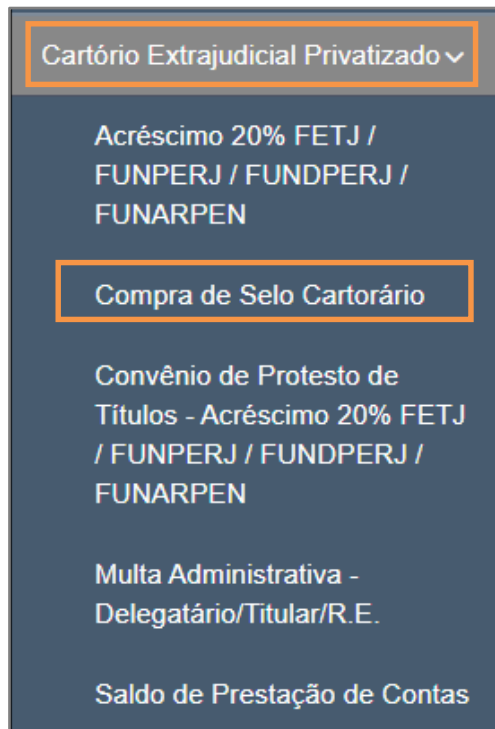 Cartório Extrajudicial Privatizado
Acréscimo 20% FETJ /
FUNPERJ / FUNDPERJ /
FUNARPEN
Compra de Selo Cartorário
Convênio de Protesto de
Títulos - Acréscimo 20% FETJ
/ FUNPERJ / FUNDPERJ /
FUNARPEN
Multa Administrativa -
Delegatário/Titular/R.E.
Saldo de Prestação de Contas